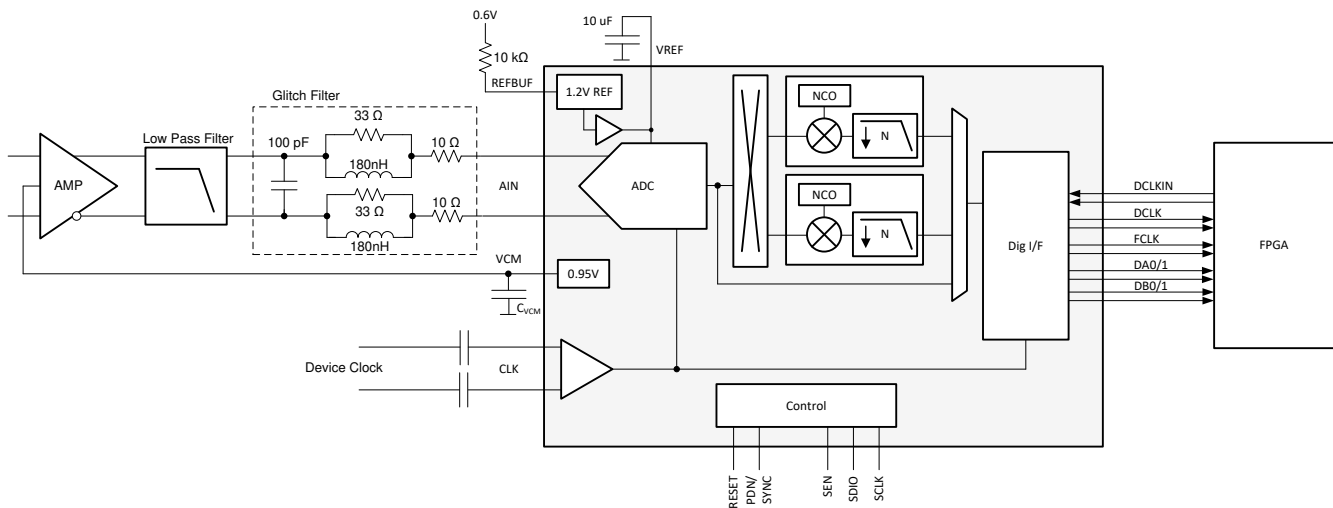 0.6V
10 uF
10 kΩ
VREF
REFBUF
1.2V REF
Glitch Filter
33 Ω
Low Pass Filter
100 pF
10 Ω
180nH
AMP
AIN
ADC
33 Ω
10 Ω
180nH
NCO
N
NCO
N
Dig I/F
DCLKIN
DCLK
FCLK
DA0/1
DB0/1
FPGA
VCM
0.95V
CVCM
Device Clock
CLK
Control
RESET
PDN/
SYNC
SEN
SDIO
SCLK